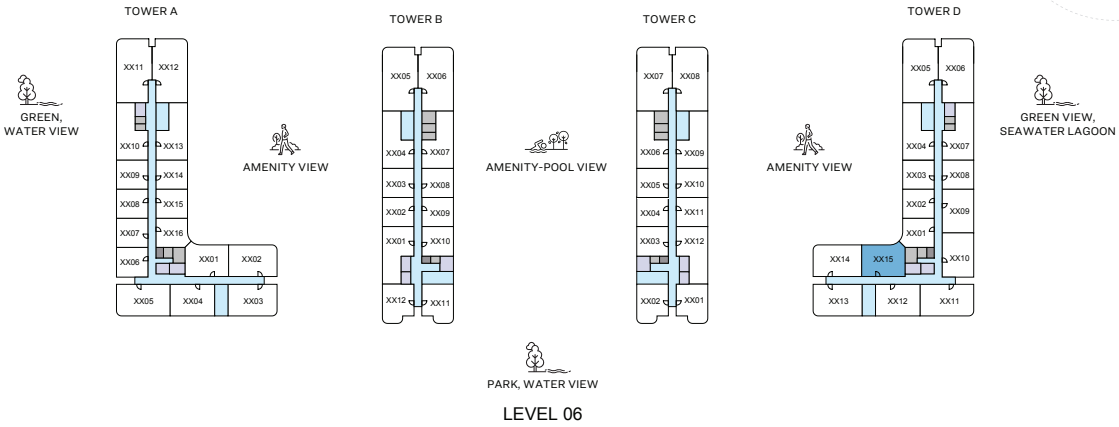 TOWER A
TOWER B
TOWER C
TOWER D
XX11
XX12
XX10
XX13
XX09
XX14
XX08
XX15
XX07
XX16
XX06
XX01
XX02
XX05
XX04
XX03
XX05
XX06
XX04
XX07
XX03
XX08
XX02
XX09
XX01
XX10
XX12
XX11
XX07
XX08
XX06
XX09
XX05
XX10
XX04
XX11
XX03
XX12
XX02
XX01
XX05
XX06
XX04
XX07
XX03
XX08
XX02
XX09
XX01
XX14
XX15
XX10
XX13
XX12
XX11
GREEN,
WATER VIEW
AMENITY VIEW
AMENITY-POOL VIEW
AMENITY VIEW
GREEN VIEW,
SEAWATER LAGOON
PARK, WATER VIEW
LEVEL 06